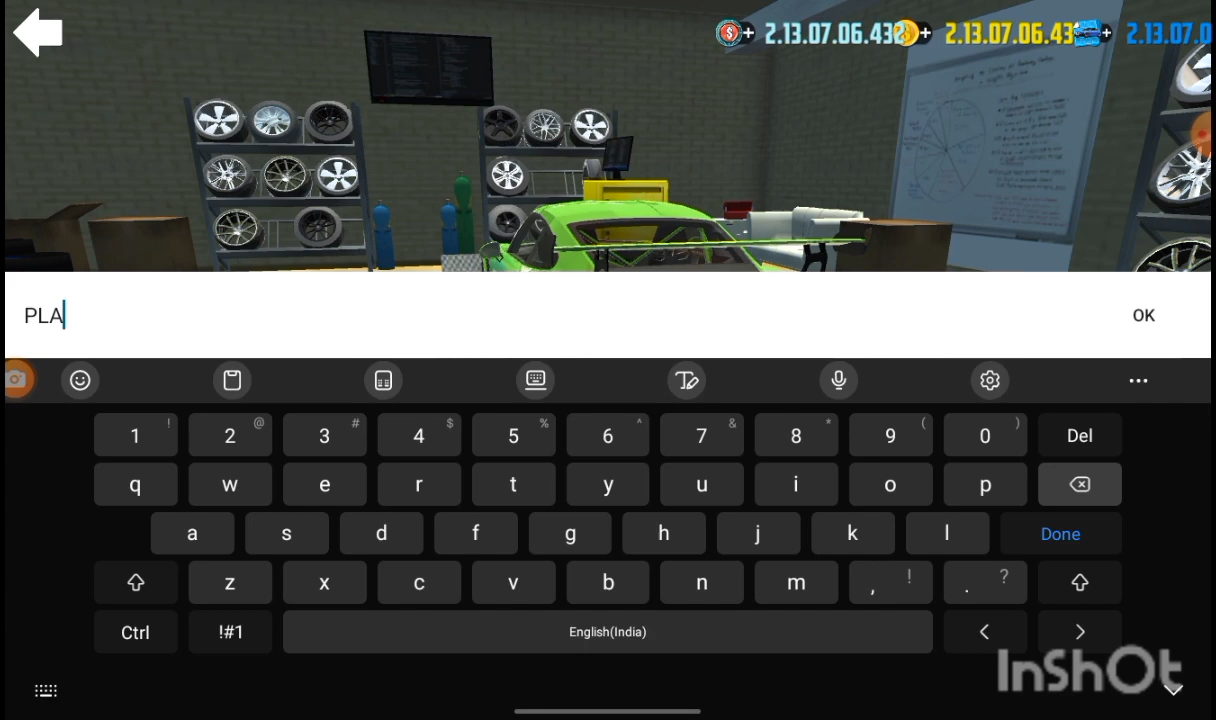 2.13.07.06.43 2.13.07.06.43 2.13.07.0
PLA
OK
! @ # $ % ^ & * ( )
1 2 3 4 5 6 7 8 9 0 Del
q w e r t y u i o p
a s d f g h j k l Done
! ?
z x c v b n m , .
Ctrl !#1 English(India) < >
InShOt